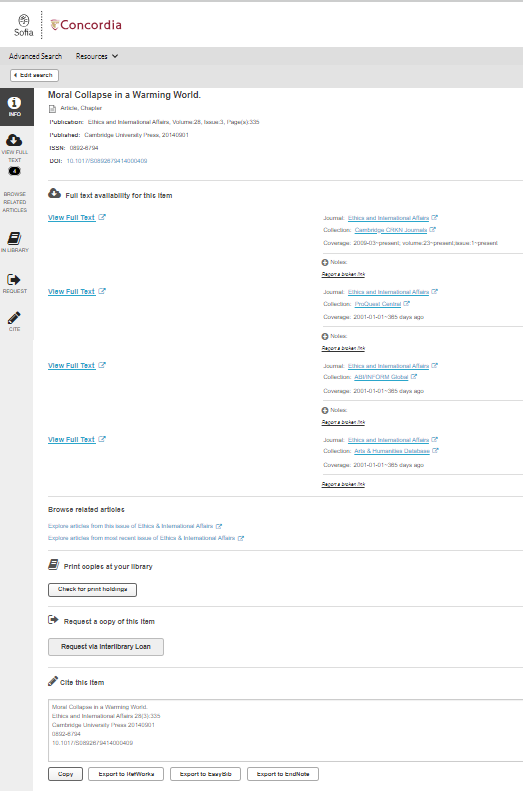 Sofia
Concordia
Advanced Search Resources
Edit search
INFO
VIEW FULL
TEXT
4
BROWSE
RELATED
ARTICLES
IN LIBRARY
REQUEST
CITE
Moral Collapse in a Warming World.
Article, Chapter
Publication: Ethics and International Affairs, Volume:28, Issue:3, Page(s):335
Published: Cambridge University Press, 20140901
ISSN: 0892-6794
DOI: 10.1017/S0892679414000409
Full text availability for this item
View Full Text
Journal: Ethics and International Affairs
Collection: Cambridge CRKN Journals
Coverage: 2009-03~present, volume:23~present;issue:1~present
Notes:
Report a broken link
View Full Text
Journal: Ethics and International Affairs
Collection: ProQuest Central
Coverage: 2001-01-01~365 days ago
Notes:
Report a broken link
View Full Text
Journal: Ethics and International Affairs
Collection: ABI/INFORM Global
Coverage: 2001-01-01~365 days ago
Notes:
Report a broken link
View Full Text
Journal: Ethics and International Affairs
Collection: Arts & Humanities Database
Coverage: 2001-01-01~365 days ago
Report a broken link
Browse related articles
Explore articles from this issue of Ethics & International Affairs
Explore articles from most recent issue of Ethics & International Affairs
Print copies at your library
Check for print holdings
Request a copy of this item
Request via Interlibrary Loan
Cite this item
Moral Collapse in a Warming World.
Ethics and International Affairs 28(3):335
Cambridge University Press 20140901
0892-6794
10.1017/S0892679414000409
Copy Export to RefWorks Export to EasyBib Export to EndNote